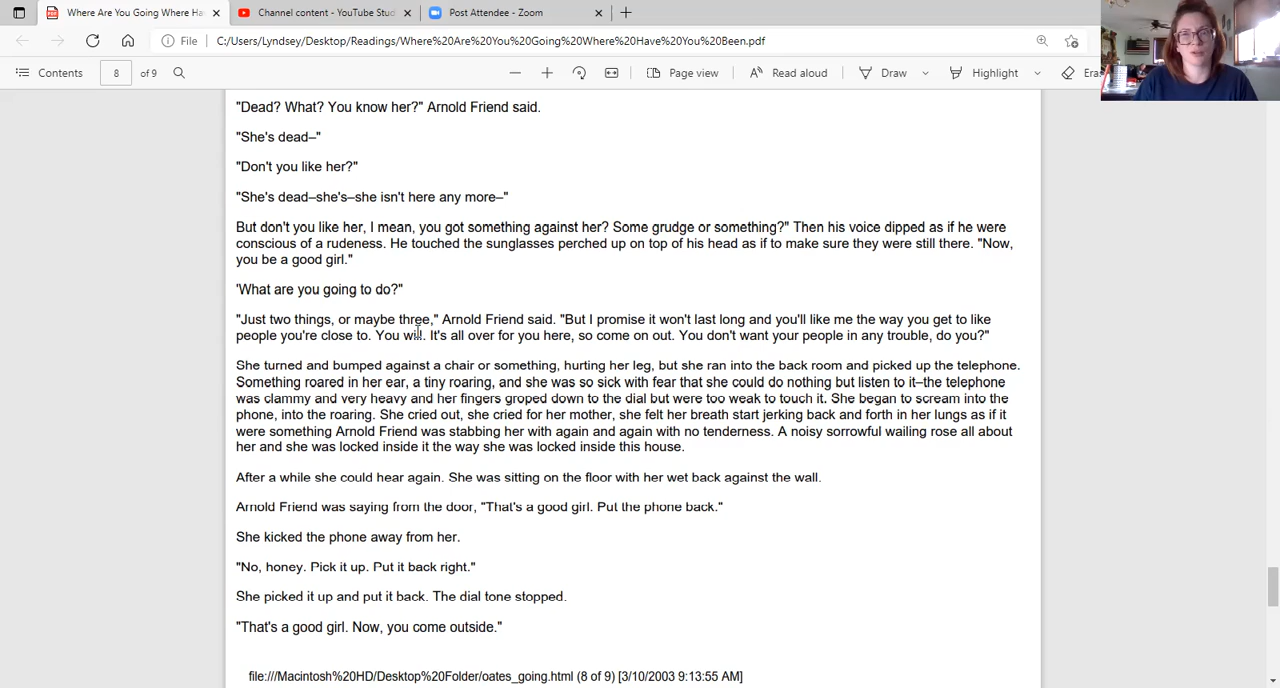 Where Are You Going Where Ha
Channel content - YouTube Stud
Post Attendee - Zoom
File
C:/Users/Lyndsey/Desktop/Readings/Where%20Are%20You%20Going%20Where%20Have%20You%20Been.pdf
Contents
8
of 9
Page view
Read aloud
Draw
Highlight
Era
"Dead? What? You know her?" Arnold Friend said.
"She's dead–"
"Don't you like her?"
"She's dead–she's–she isn't here any more–"
But don't you like her, I mean, you got something against her? Some grudge or something?" Then his voice dipped as if he were
conscious of a rudeness. He touched the sunglasses perched up on top of his head as if to make sure they were still there. "Now,
you be a good girl."
'What are you going to do?"
"Just two things, or maybe three," Arnold Friend said. "But I promise it won't last long and you'll like me the way you get to like
people you're close to. You will. It's all over for you here, so come on out. You don't want your people in any trouble, do you?"
She turned and bumped against a chair or something, hurting her leg, but she ran into the back room and picked up the telephone.
Something roared in her ear, a tiny roaring, and she was so sick with fear that she could do nothing but listen to it–the telephone
was clammy and very heavy and her fingers groped down to the dial but were too weak to touch it. She began to scream into the
phone, into the roaring. She cried out, she cried for her mother, she felt her breath start jerking back and forth in her lungs as if it
were something Arnold Friend was stabbing her with again and again with no tenderness. A noisy sorrowful wailing rose all about
her and she was locked inside it the way she was locked inside this house.
After a while she could hear again. She was sitting on the floor with her wet back against the wall.
Arnold Friend was saying from the door, "That's a good girl. Put the phone back."
She kicked the phone away from her.
"No, honey. Pick it up. Put it back right."
She picked it up and put it back. The dial tone stopped.
"That's a good girl. Now, you come outside."
file:///Macintosh%20HD/Desktop%20Folder/oates_going.html (8 of 9) [3/10/2003 9:13:55 AM]